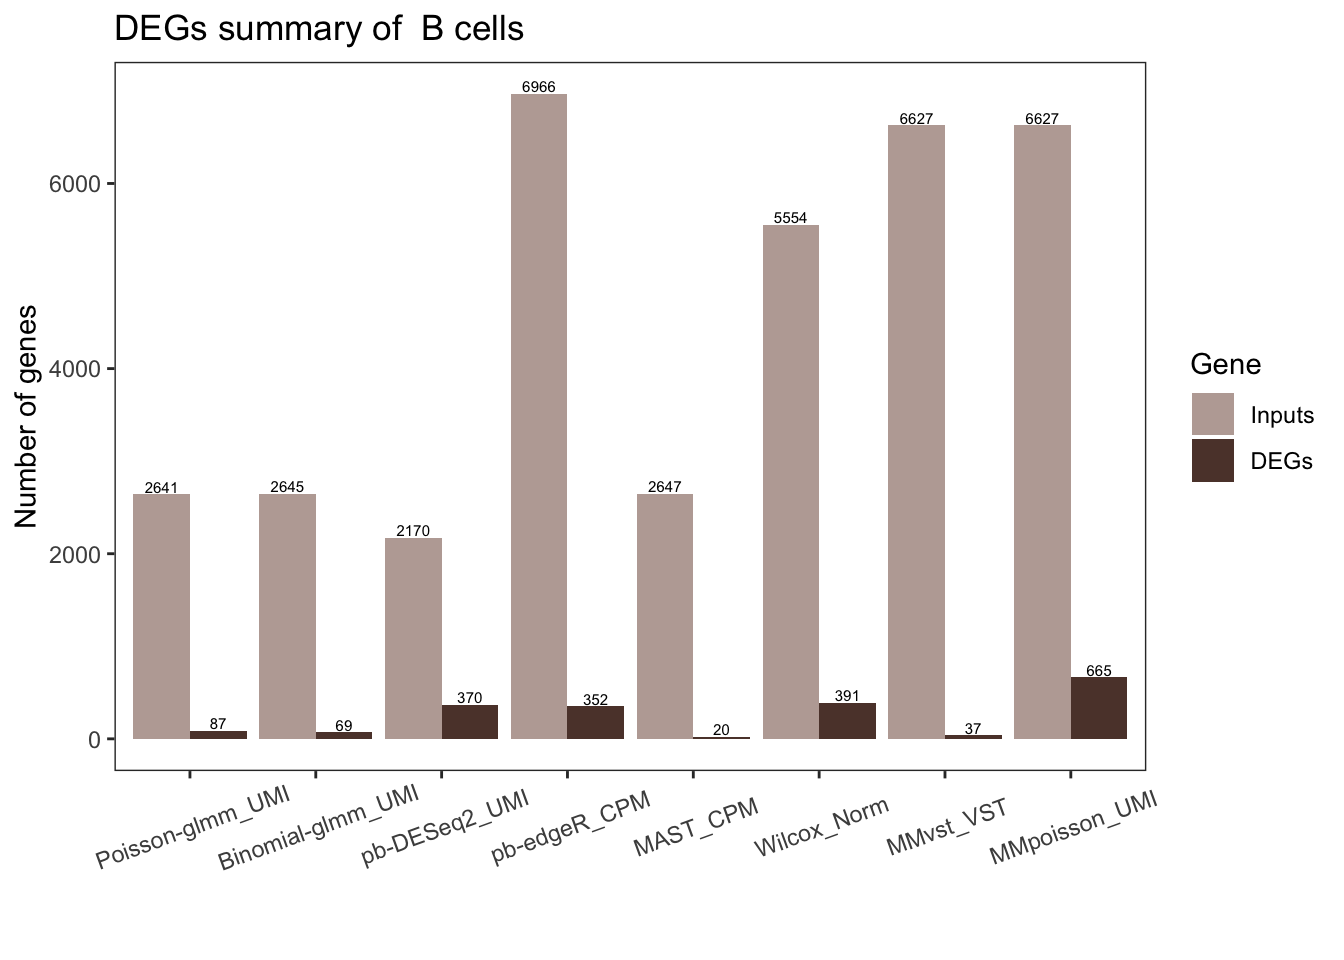 DEGs summary of  B cells
Number of genes
6000
4000
2000
0
2641
87
2645
69
2170
370
6966
352
2647
20
5554
391
6627
37
6627
665
Poisson-glmm_UMI
Binomial-glmm_UMI
pb-DESeq2_UMI
pb-edgeR_CPM
MAST_CPM
Wilcox_Norm
MMvst_VST
MMpoisson_UMI
Gene
Inputs
DEGs